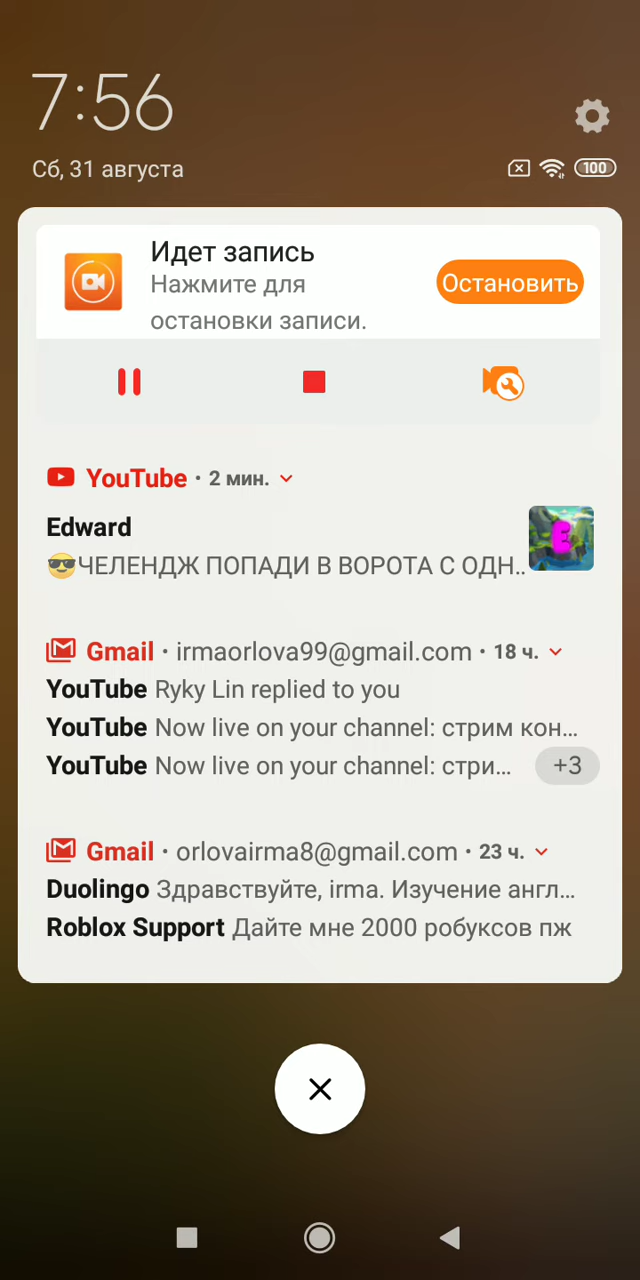 7:56
Сб, 31 августа
100
Идет запись
Нажмите для
остановки записи.
Остановить
YouTube · 2 мин.
Edward
😎ЧЕЛЕНДЖ ПОПАДИ В ВОРОТА С ОДН..
E
Gmail · irmaorlova99@gmail.com · 18 ч.
YouTube Ryky Lin replied to you
YouTube Now live on your channel: стрим кон...
YouTube Now live on your channel: стри...
+3
Gmail · orlovairma8@gmail.com · 23 ч.
Duolingo Здравствуйте, irma. Изучение англ...
Roblox Support Дайте мне 2000 робуксов пж